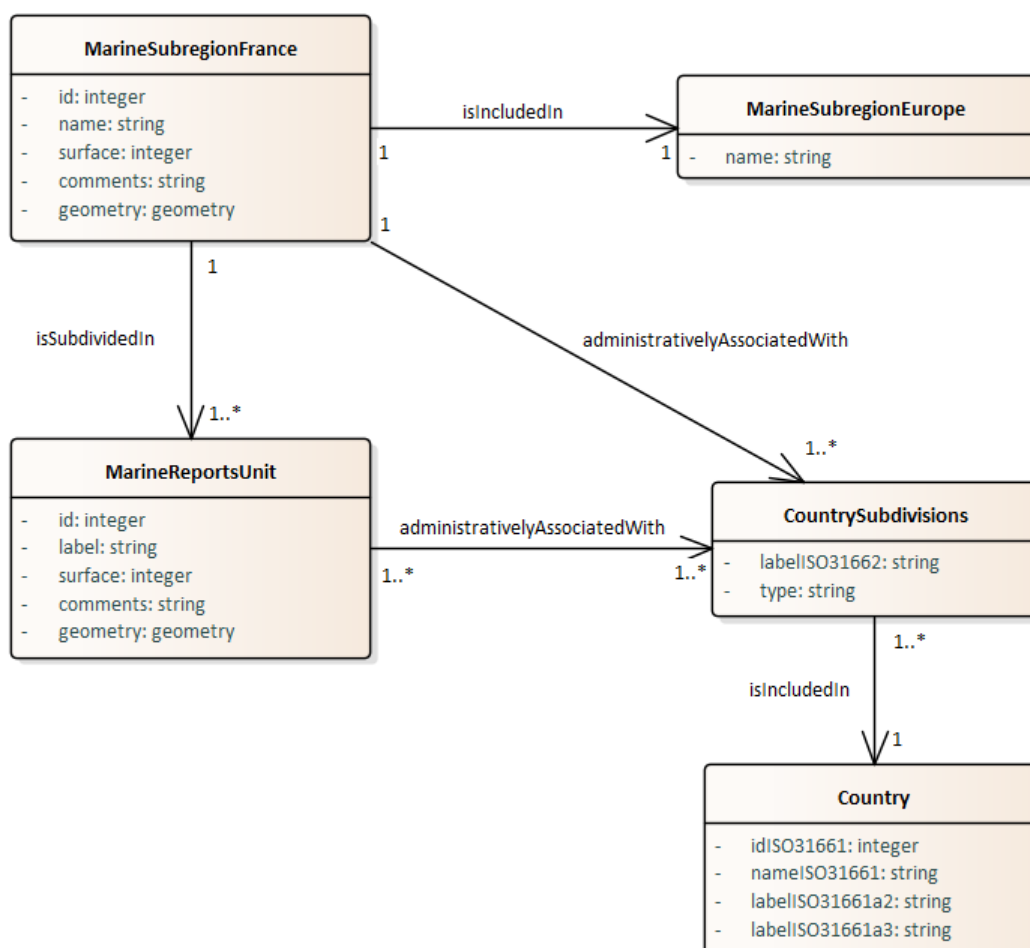 MarineSubregionFrance
- id: integer
- name: string
- surface: integer
- comments: string
- geometry: geometry
isIncludedIn
1
1
MarineSubregionEurope
- name: string
1
1
isSubdividedIn
administrativelyAssociatedWith
1..*
1..*
MarineReportsUnit
- id: integer
- label: string
- surface: integer
- comments: string
- geometry: geometry
administrativelyAssociatedWith
1..*
1..*
CountrySubdivisions
- labelISO31662: string
- type: string
1..*
isIncludedIn
1
Country
- idISO31661: integer
- nameISO31661: string
- labelISO31661a2: string
- labelISO31661a3: string